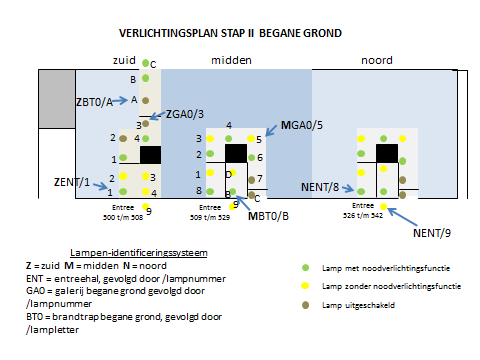 VERLICHTINGSPLAN STAP II BEGANE GROND
zuid midden noord
C
B
A
ZBT0/A
ZGA0/3
3
4
MGA0/5
2 4
3 5
1
2 6
ZENT/1
2 3
1 D 7
1 4
8 B C
NENT/8
9
9
MBT0/B
Entree
500 t/m 508
Entree
509 t/m 529
Entree
526 t/m 542
NENT/9
Lampen-identificeringssysteem
Z = zuid M = midden N = noord
ENT = entreehal, gevolgd door /lampnummer
GA0 = galerij begane grond gevolgd door
/lampnummer
BT0 = brandtrap begane grond, gevolgd door
/lampletter
Lamp met noodverlichtingsfunctie
Lamp zonder noodverlichtingsfunctie
Lamp uitgeschakeld